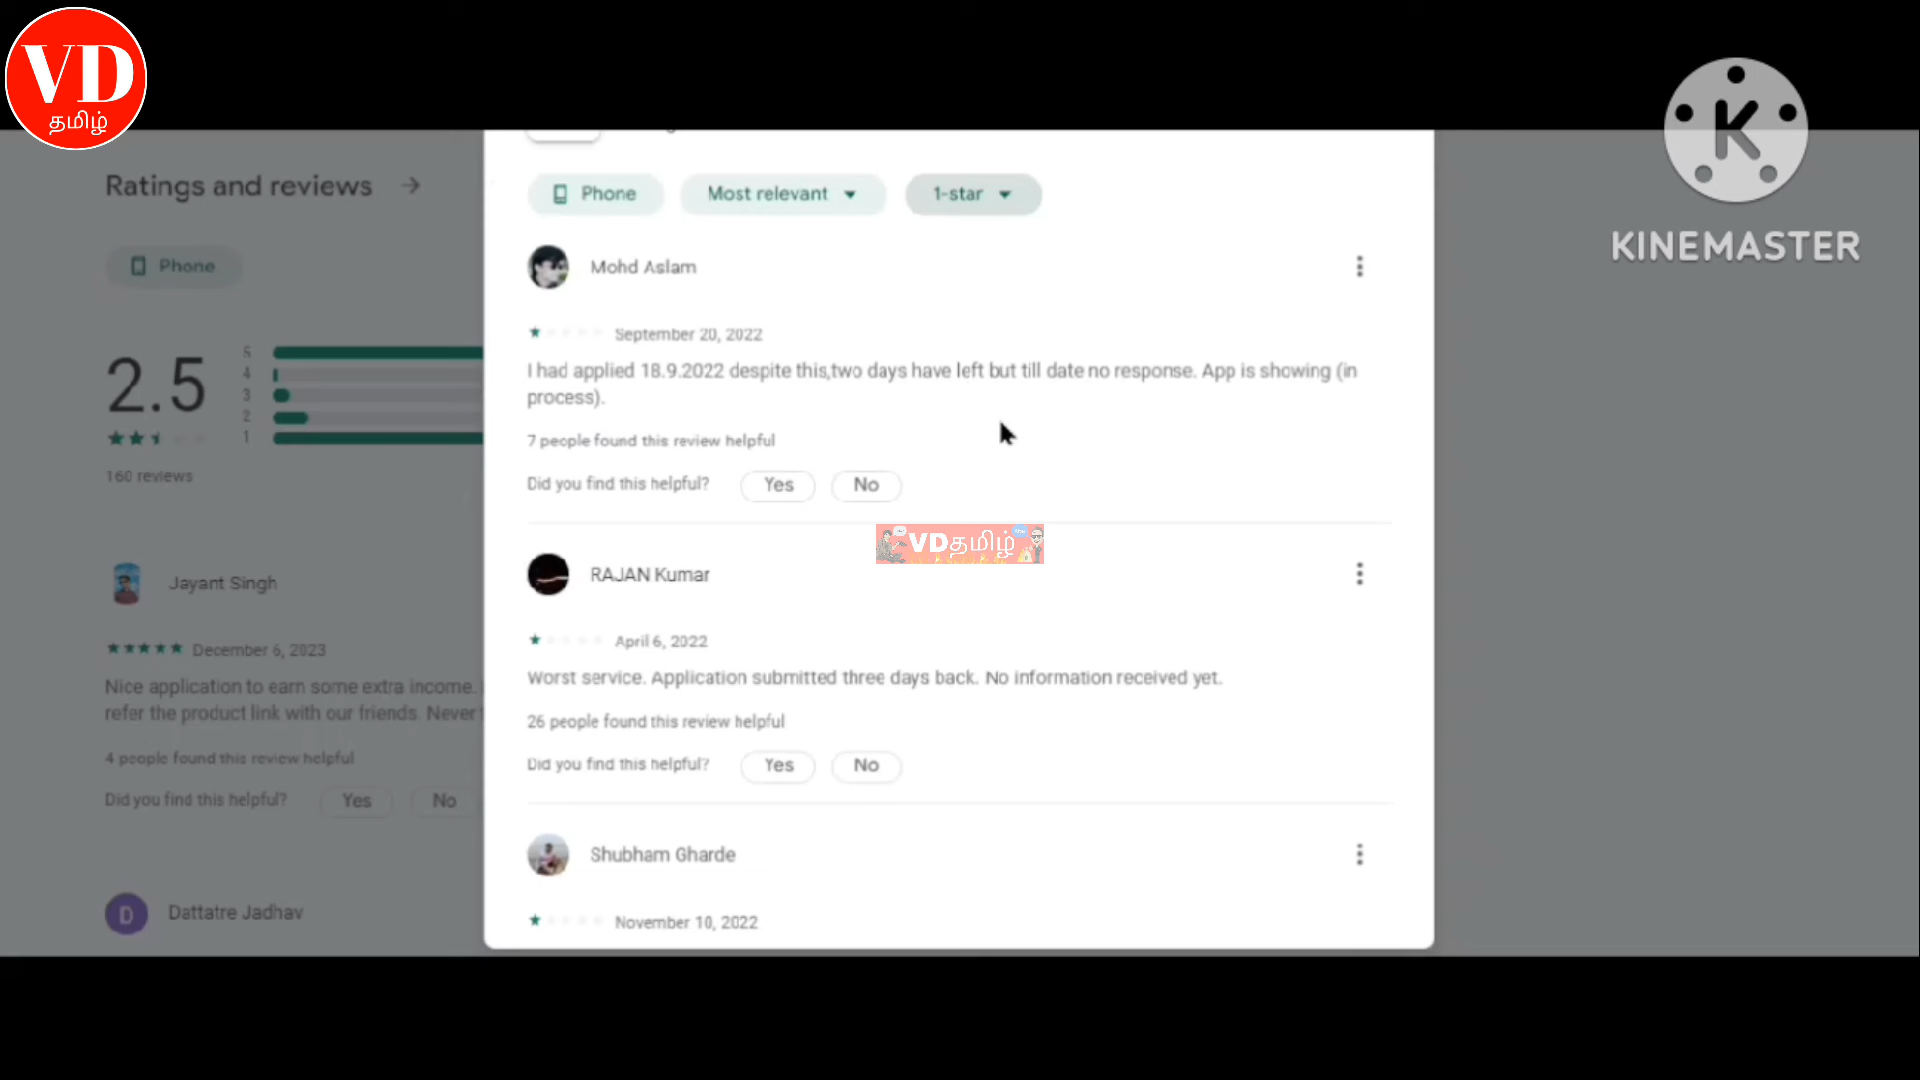 VD
தமிழ்
KINEMASTER
Ratings and reviews
Phone
2.5
5
4
3
2
1
160 reviews
Jayant Singh
December 6, 2023
Nice application to earn some extra income.
refer the product link with our friends. Never
4 people found this review helpful
Did you find this helpful? Yes No
D Dattatre Jadhav
Phone Most relevant 1-star
Mohd Aslam
September 20, 2022
I had applied 18.9.2022 despite this,two days have left but till date no response. App is showing (in
process).
7 people found this review helpful
Did you find this helpful? Yes No
VDதமிழ்
RAJAN Kumar
April 6, 2022
Worst service. Application submitted three days back. No information received yet.
26 people found this review helpful
Did you find this helpful? Yes No
Shubham Gharde
November 10, 2022